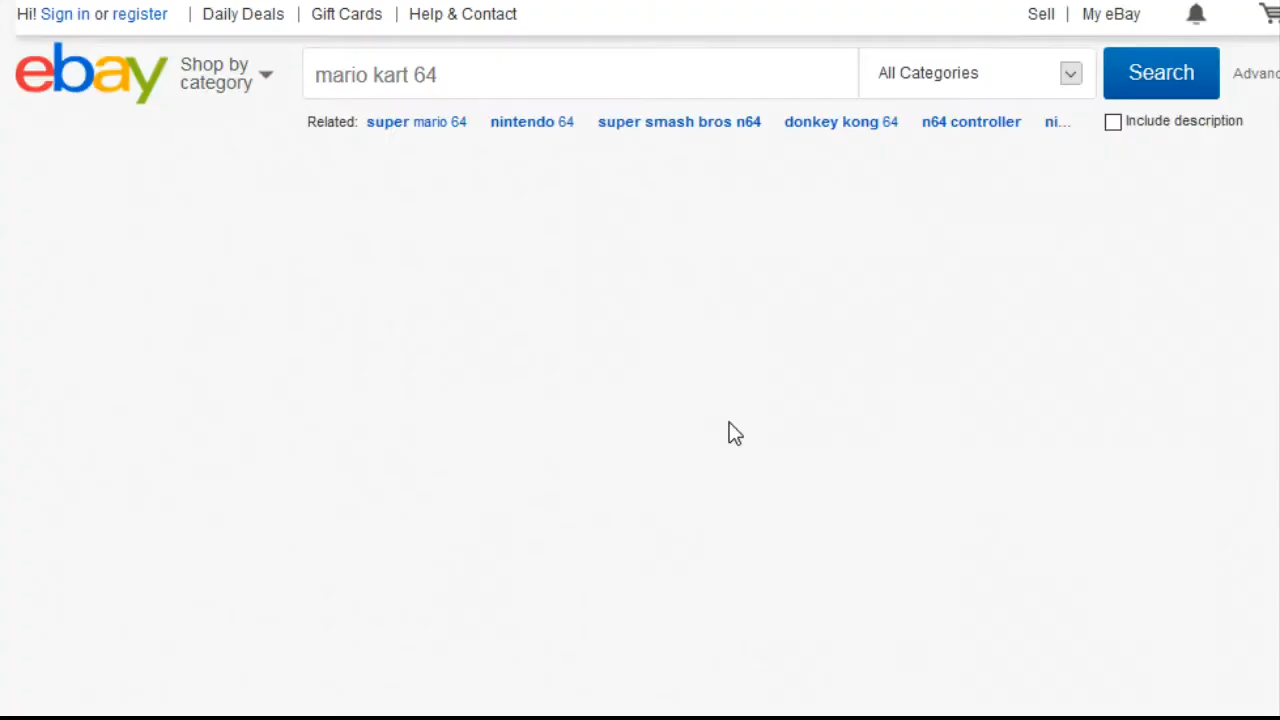 Hi! Sign in or register | Daily Deals | Gift Cards | Help & Contact Sell | My eBay
ebay Shop by category mario kart 64 All Categories Search
Related: super mario 64 nintendo 64 super smash bros n64 donkey kong 64 n64 controller ni... Include description